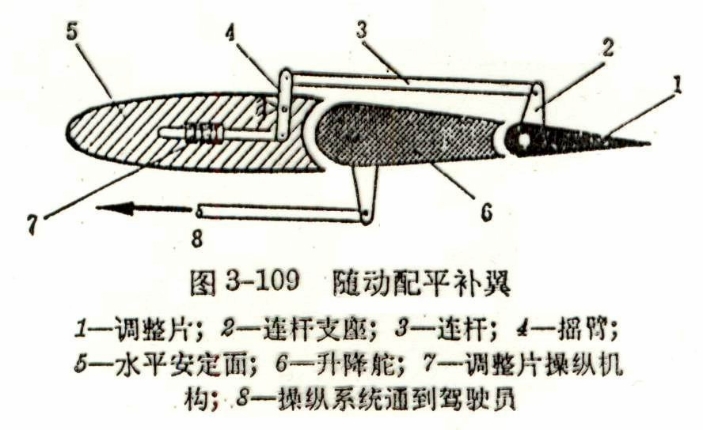 5
4
3
2
1
7
8
6
图 3-109 随动配平补翼
1—调整片；2—连杆支座；3—连杆；4—摇臂；
5—水平安定面；6—升降舵；7—调整片操纵机
构；8—操纵系统通到驾驶员